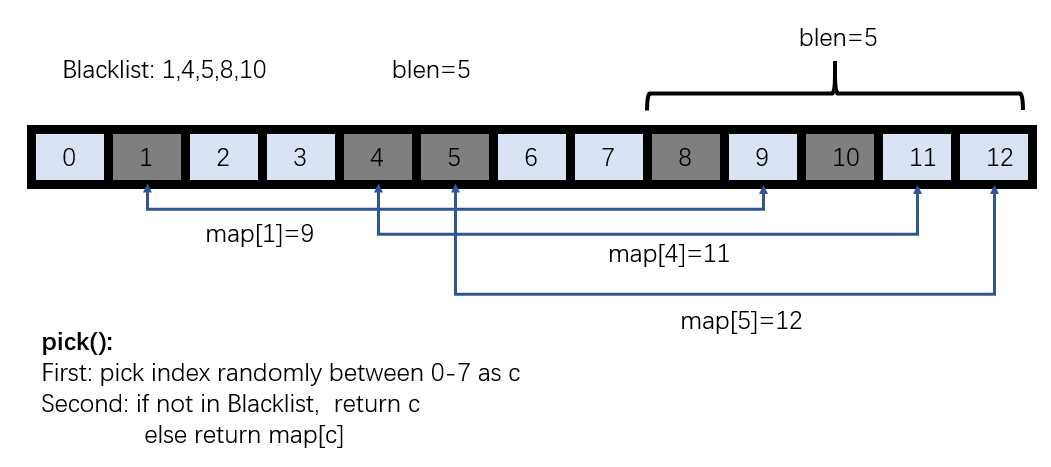 blen=5
Blacklist: 1,4,5,8,10 blen=5
0 1 2 3 4 5 6 7 8 9 10 11 12
map[1]=9
map[4]=11
map[5]=12
pick():
First: pick index randomly between 0-7 as c
Second: if not in Blacklist, return c
else return map[c]